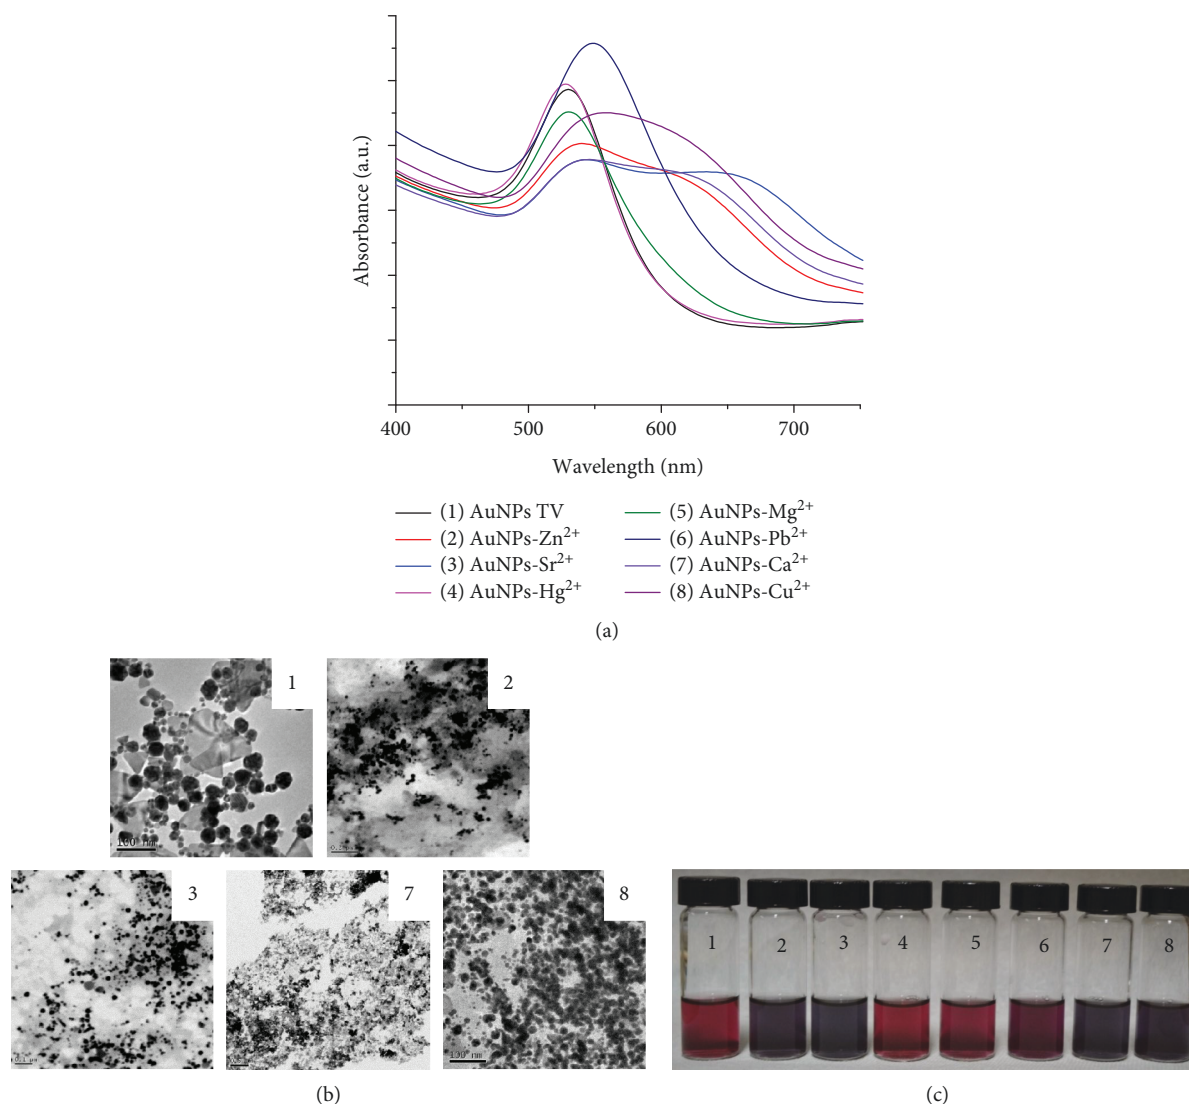 Absorbance (a.u.)
400 500 600 700
Wavelength (nm)
(1) AuNPs TV
(2) AuNPs-Zn²⁺
(3) AuNPs-Sr²⁺
(4) AuNPs-Hg²⁺
(5) AuNPs-Mg²⁺
(6) AuNPs-Pb²⁺
(7) AuNPs-Ca²⁺
(8) AuNPs-Cu²⁺
(a)
1
100 nm
2
3
7
8
100 nm
(b)
1 2 3 4 5 6 7 8
(c)